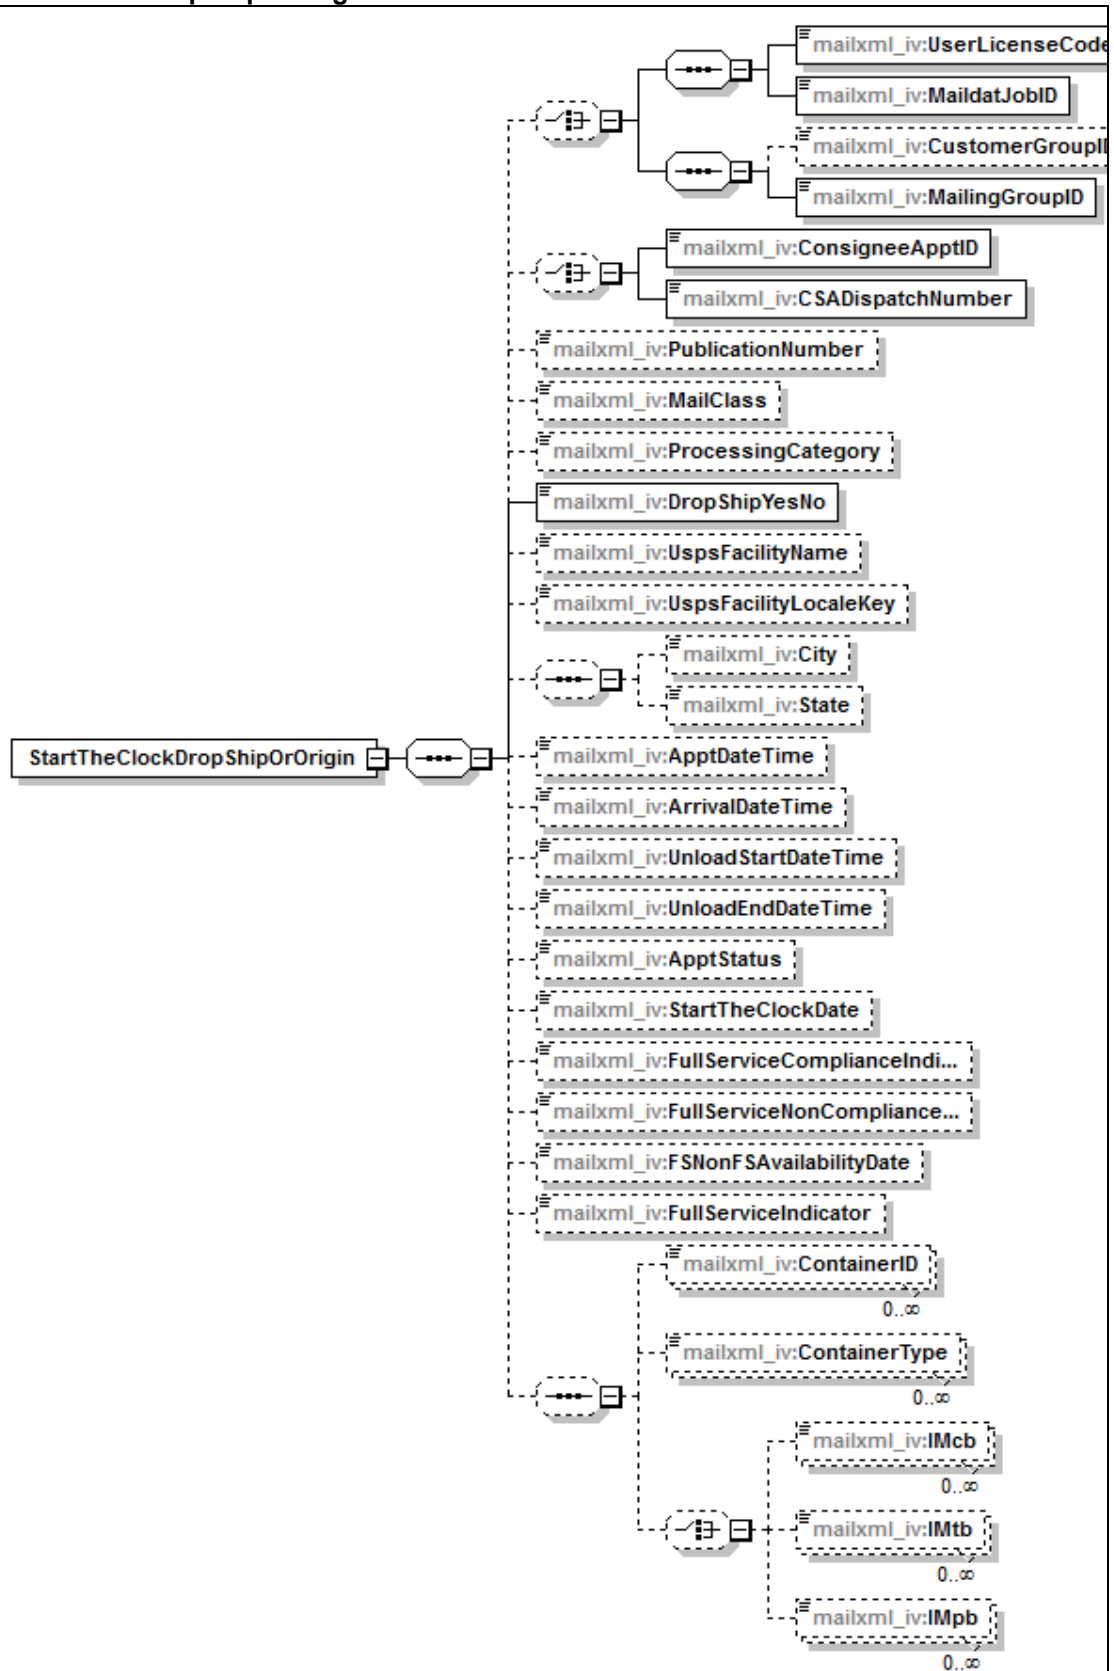 mailxml_iv:UserLicenseCode
mailxml_iv:MaildatJobID
mailxml_iv:CustomerGroupID
mailxml_iv:MailingGroupID
mailxml_iv:ConsigneeApptID
mailxml_iv:CSADispatchNumber
mailxml_iv:PublicationNumber
mailxml_iv:MailClass
mailxml_iv:ProcessingCategory
mailxml_iv:DropShipYesNo
mailxml_iv:UspsFacilityName
mailxml_iv:UspsFacilityLocaleKey
mailxml_iv:City
mailxml_iv:State
StartTheClockDropShipOrOrigin
mailxml_iv:ApptDateTime
mailxml_iv:ArrivalDateTime
mailxml_iv:UnloadStartDateTime
mailxml_iv:UnloadEndDateTime
mailxml_iv:ApptStatus
mailxml_iv:StartTheClockDate
mailxml_iv:FullServiceComplianceIndi...
mailxml_iv:FullServiceNonCompliance...
mailxml_iv:FSNonFSAvailabilityDate
mailxml_iv:FullServiceIndicator
mailxml_iv:ContainerID
0..∞
mailxml_iv:ContainerType
0..∞
mailxml_iv:IMcb
0..∞
mailxml_iv:IMtb
0..∞
mailxml_iv:IMpb
0..∞